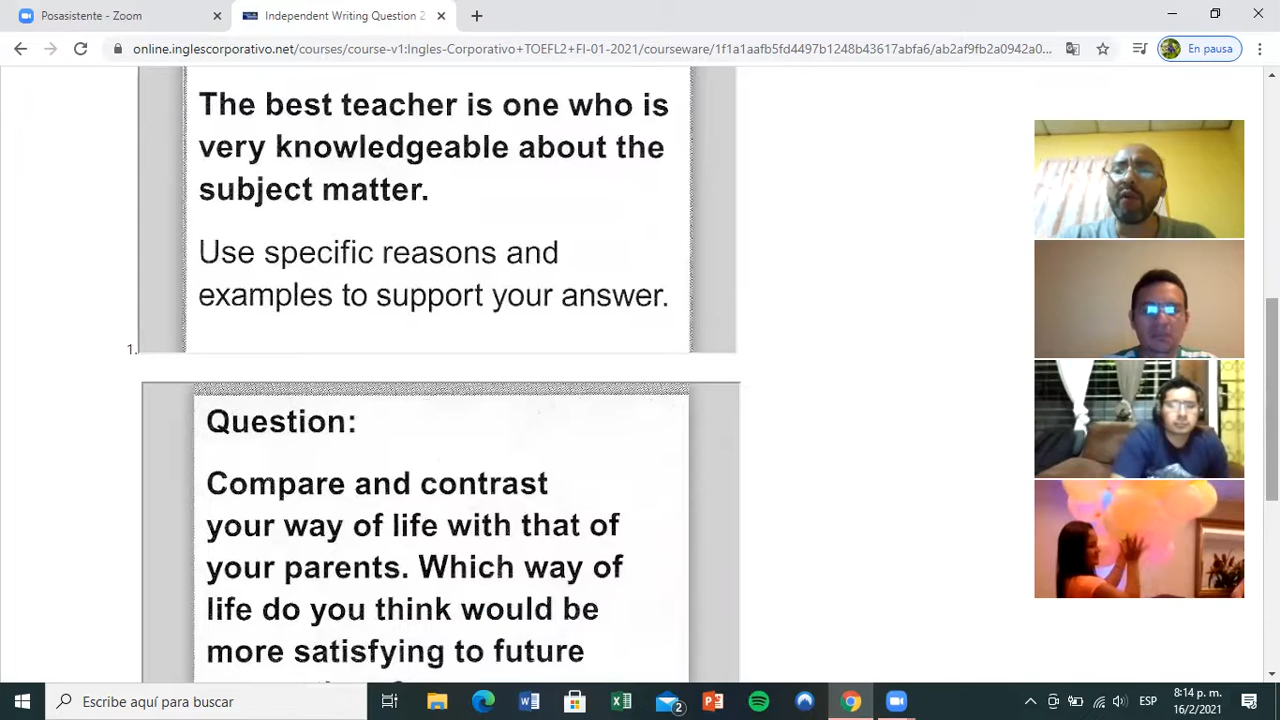 Posasistente - Zoom
Independent Writing Question 2
online.inglescorporativo.net/courses/course-v1:Ingles-Corporativo+TOEFL2+FI-01-2021/courseware/1f1a1aafb5fd4497b1248b43617abfa6/ab2af9fb2a0942a0...
En pausa
The best teacher is one who is
very knowledgeable about the
subject matter.
Use specific reasons and
examples to support your answer.
1.
Question:
Compare and contrast
your way of life with that of
your parents. Which way of
life do you think would be
more satisfying to future
Escribe aquí para buscar
2
ESP
8:14 p. m.
16/2/2021